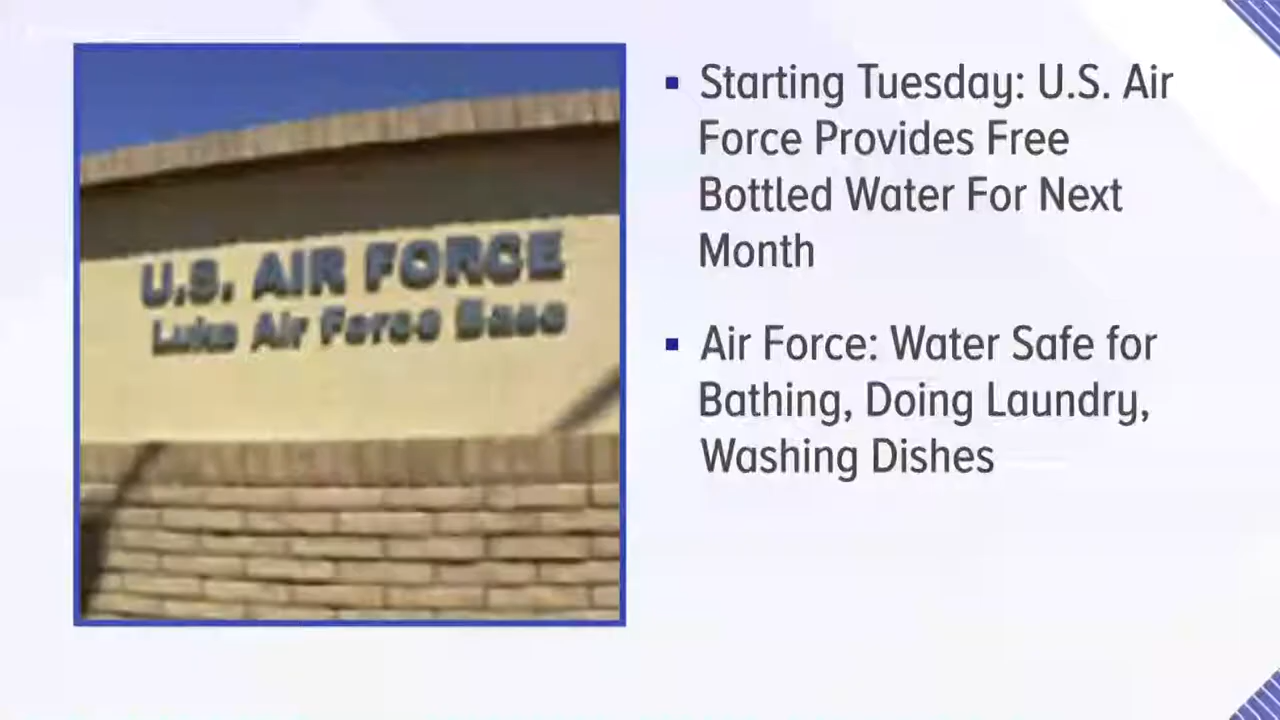 U.S. AIR FORCE
Luke Air Force Base
Starting Tuesday: U.S. Air
Force Provides Free
Bottled Water For Next
Month
Air Force: Water Safe for
Bathing, Doing Laundry,
Washing Dishes